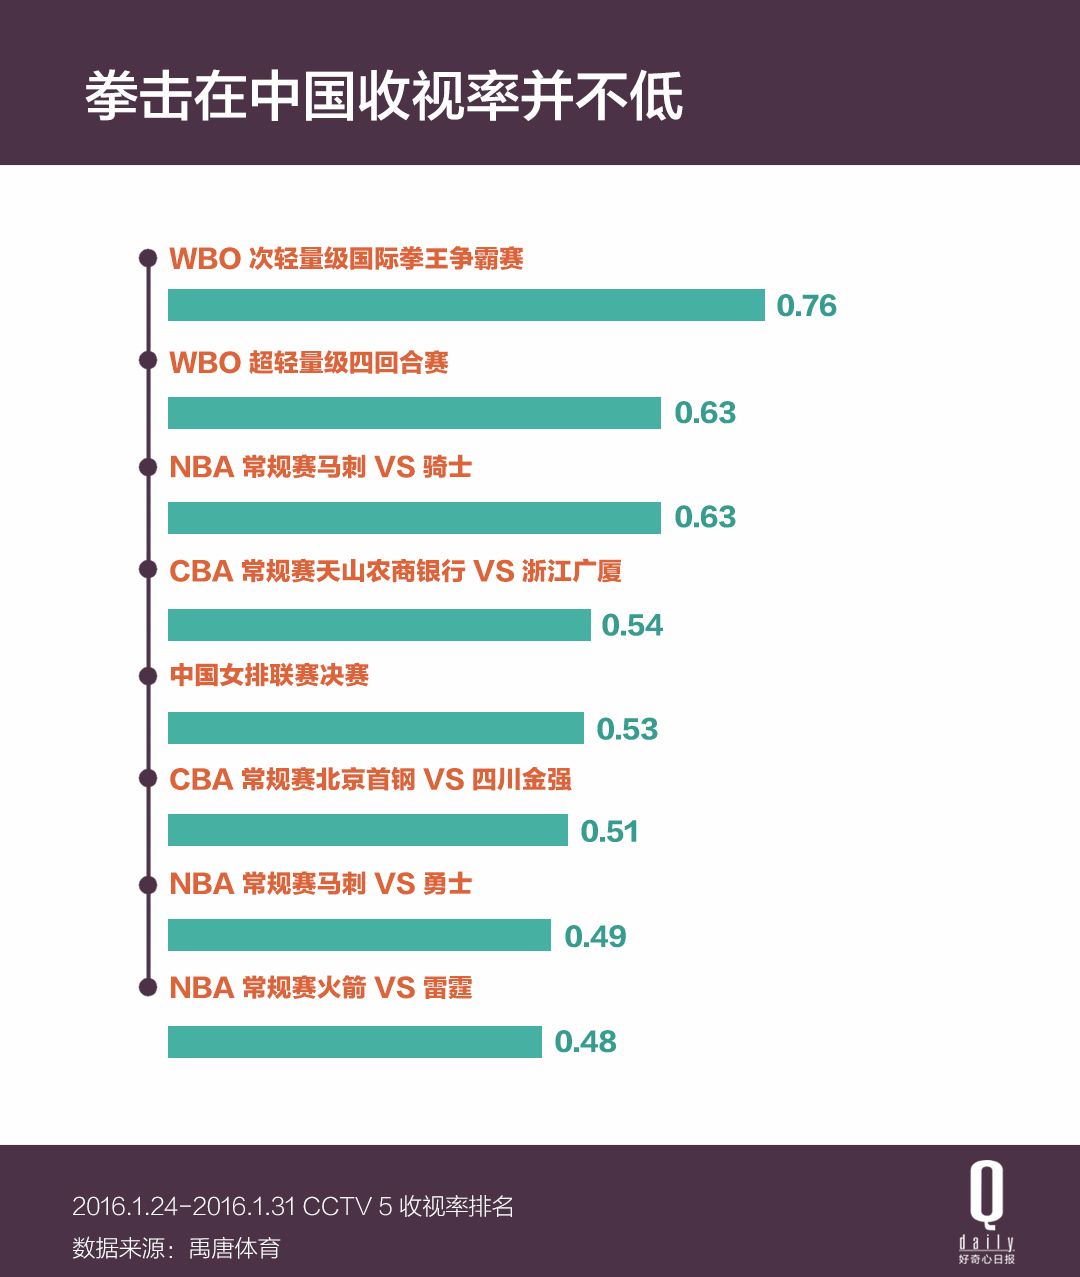 拳击在中国收视率并不低
WBO 次轻量级国际拳王争霸赛
0.76
WBO 超轻量级四回合赛
0.63
NBA 常规赛马刺 VS 骑士
0.63
CBA 常规赛天山农商银行 VS 浙江广厦
0.54
中国女排联赛决赛
0.53
CBA 常规赛北京首钢 VS 四川金强
0.51
NBA 常规赛马刺 VS 勇士
0.49
NBA 常规赛火箭 VS 雷霆
0.48
2016.1.24-2016.1.31 CCTV 5 收视率排名
数据来源：禹唐体育
Q
daily
好奇心日报